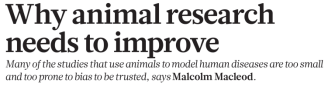 Why animal research
needs to improve
Many of the studies that use animals to model human diseases are too small
and too prone to bias to be trusted, says Malcolm Macleod.